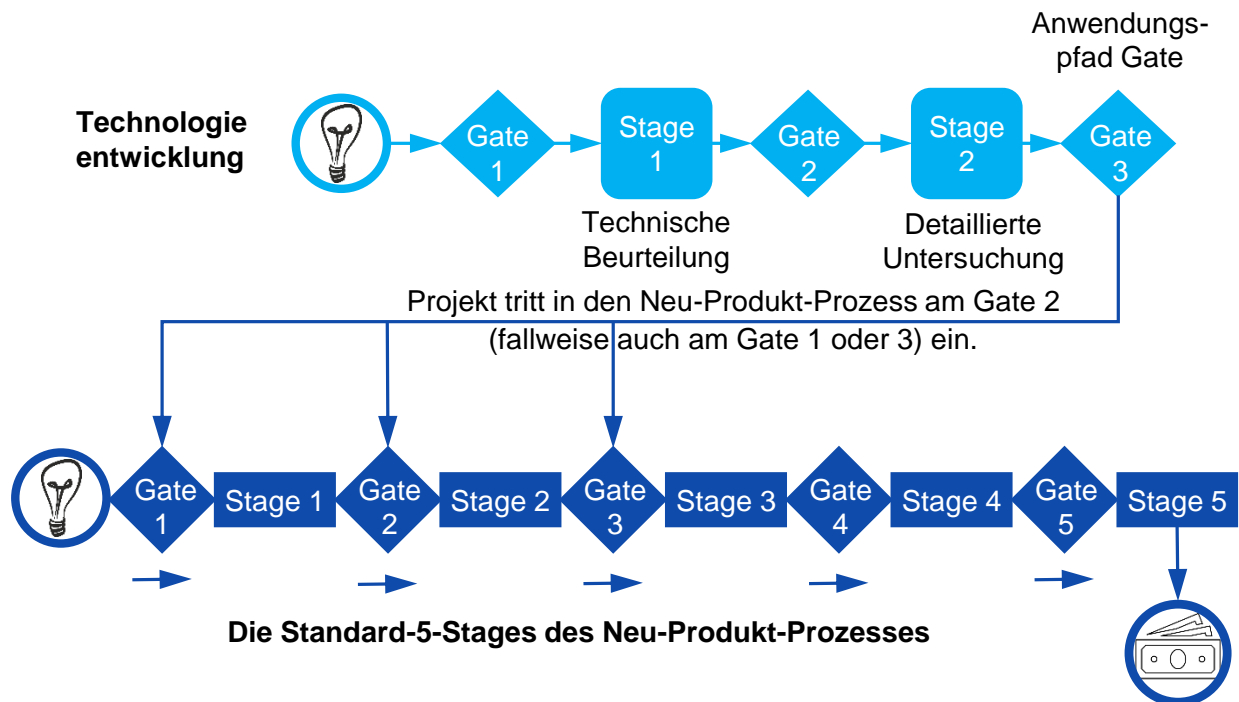 Anwendungs-
pfad Gate
Technologie
entwicklung
Gate
1
Stage
1
Gate
2
Stage
2
Gate
3
Technische
Beurteilung
Detaillierte
Untersuchung
Projekt tritt in den Neu-Produkt-Prozess am Gate 2
(fallweise auch am Gate 1 oder 3) ein.
Gate
1
Stage 1
Gate
2
Stage 2
Gate
3
Stage 3
Gate
4
Stage 4
Gate
5
Stage 5
Die Standard-5-Stages des Neu-Produkt-Prozesses